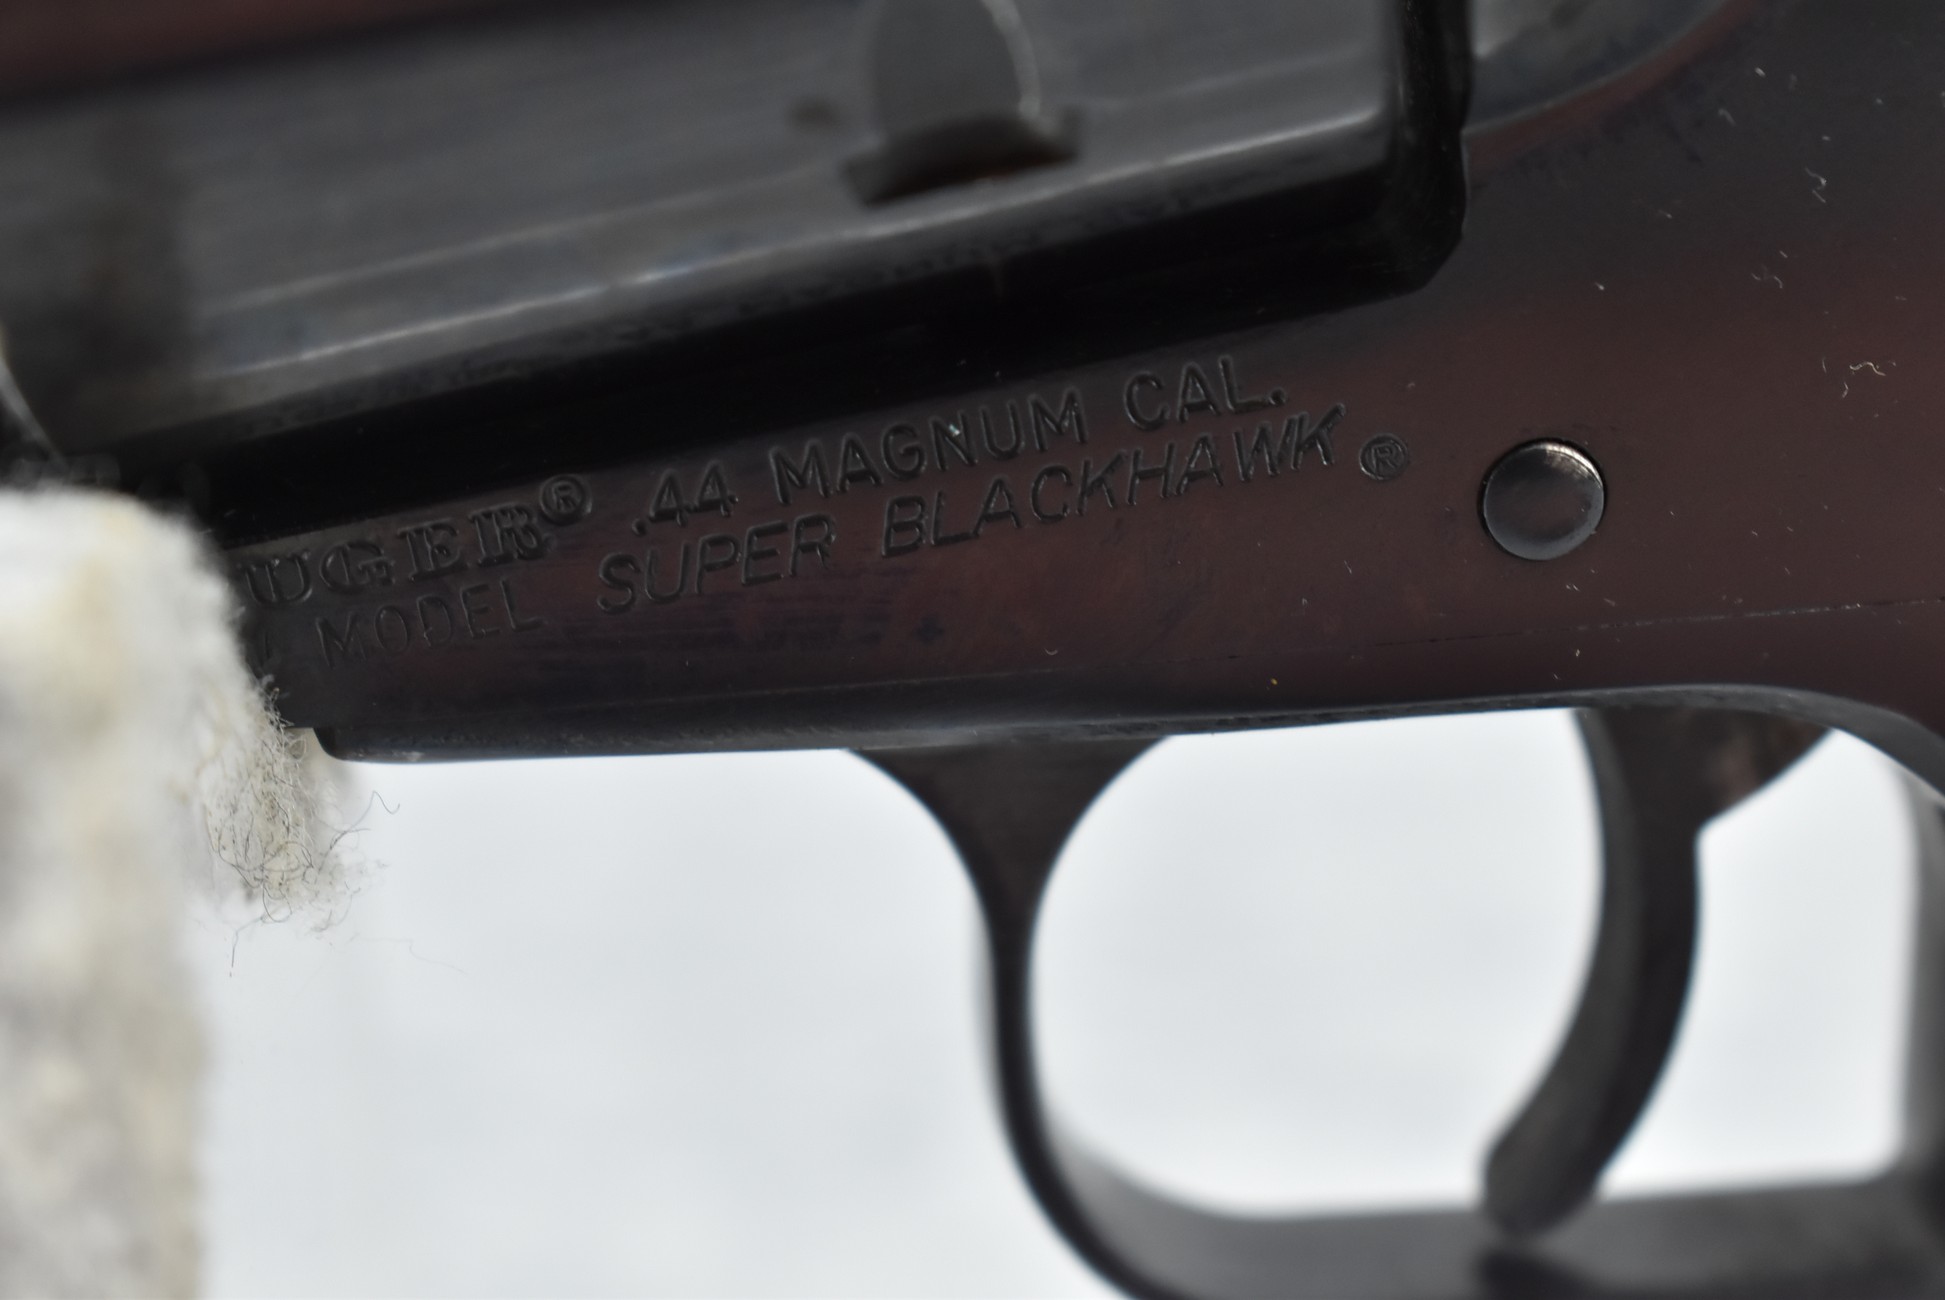 UGER® .44 MAGNUM CAL.
MODEL SUPER BLACKHAWK ®